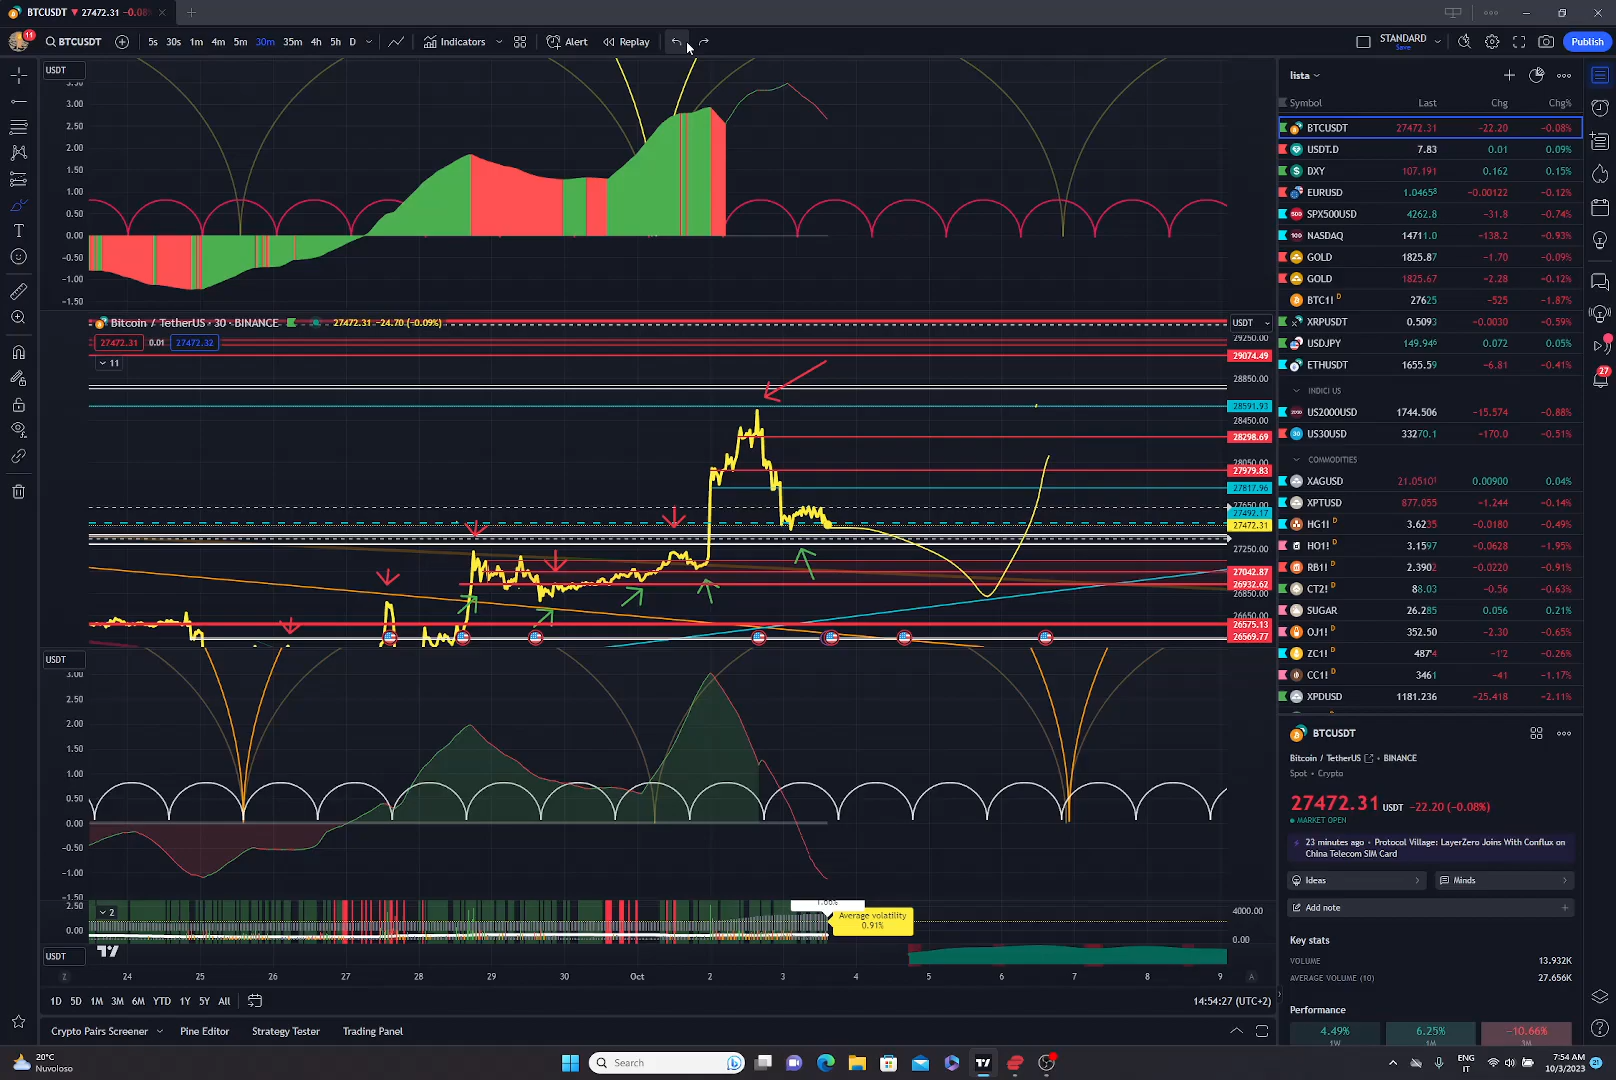 BTCUSDT ▼ 27472.31 -0.08
11
BTCUSDT
5s 30s 1m 4m 5m 30m 35m 4h 5h D
Indicators
Alert
Replay
STANDARD
Save
Publish
USDT
3.50
3.00
2.50
2.00
1.50
1.00
0.50
0.00
-0.50
-1.00
-1.50
Bitcoin / TetherUS · 30 · BINANCE
27472.31 -24.70 (-0.09%)
27472.31 0.01 27472.32
11
USDT
29250.00
29074.49
28850.00
28591.93
28450.00
28298.69
28050.00
27979.83
27817.96
27650.00
27492.17
27472.31
27250.00
27042.87
26932.62
26850.00
26650.00
26575.13
26569.77
USDT
3.00
2.50
2.00
1.50
1.00
0.50
0.00
-0.50
-1.00
-1.50
2.50
2
0.00
Average volatility
0.91%
4000.00
0.00
USDT
Z 24 25 26 27 28 29 30 Oct 2 3 4 5 6 7 8 9 A
1D 5D 1M 3M 6M YTD 1Y 5Y All
14:54:27 (UTC+2)
Crypto Pairs Screener Pine Editor Strategy Tester Trading Panel
lista
Symbol Last Chg Chg%
BTCUSDT 27472.31 -22.20 -0.08%
USDT.D 7.83 0.01 0.09%
DXY 107.191 0.162 0.15%
EURUSD 1.04658 -0.00122 -0.12%
SPX500USD 4262.8 -31.8 -0.74%
NASDAQ 14711.0 -138.2 -0.93%
GOLD 1825.87 -1.70 -0.09%
GOLD 1825.67 -2.28 -0.12%
BTC1! D 27625 -525 -1.87%
XRPUSDT 0.5093 -0.0030 -0.59%
USDJPY 149.946 0.072 0.05%
ETHUSDT 1655.59 -6.81 -0.41%
INDICI US
US2000USD 1744.506 -15.574 -0.88%
US30USD 33270.1 -170.0 -0.51%
COMMODITIES
XAGUSD 21.05101 0.00900 0.04%
XPTUSD 877.055 -1.244 -0.14%
HG1! D 3.6235 -0.0180 -0.49%
HO1! D 3.1597 -0.0628 -1.95%
RB1! D 2.3902 -0.0220 -0.91%
CT2! D 88.03 -0.56 -0.63%
SUGAR 26.285 0.056 0.21%
OJ1! D 352.50 -2.30 -0.65%
ZC1! D 487'4 -1'2 -0.26%
CC1! D 3461 -41 -1.17%
XPDUSD 1181.236 -25.418 -2.11%
BTCUSDT
Bitcoin / TetherUS • BINANCE
Spot • Crypto
27472.31 USDT -22.20 (-0.08%)
MARKET OPEN
23 minutes ago • Protocol Village: LayerZero Joins With Conflux on
China Telecom SIM Card
Ideas
Minds
Add note
Key stats
VOLUME 13.932K
AVERAGE VOLUME (10) 27.656K
Performance
4.49% 6.25% -10.66%
1W 1M 3M
27
20°C
Nuvoloso
Search
ENG
IT
7:54 AM
10/3/2023
21